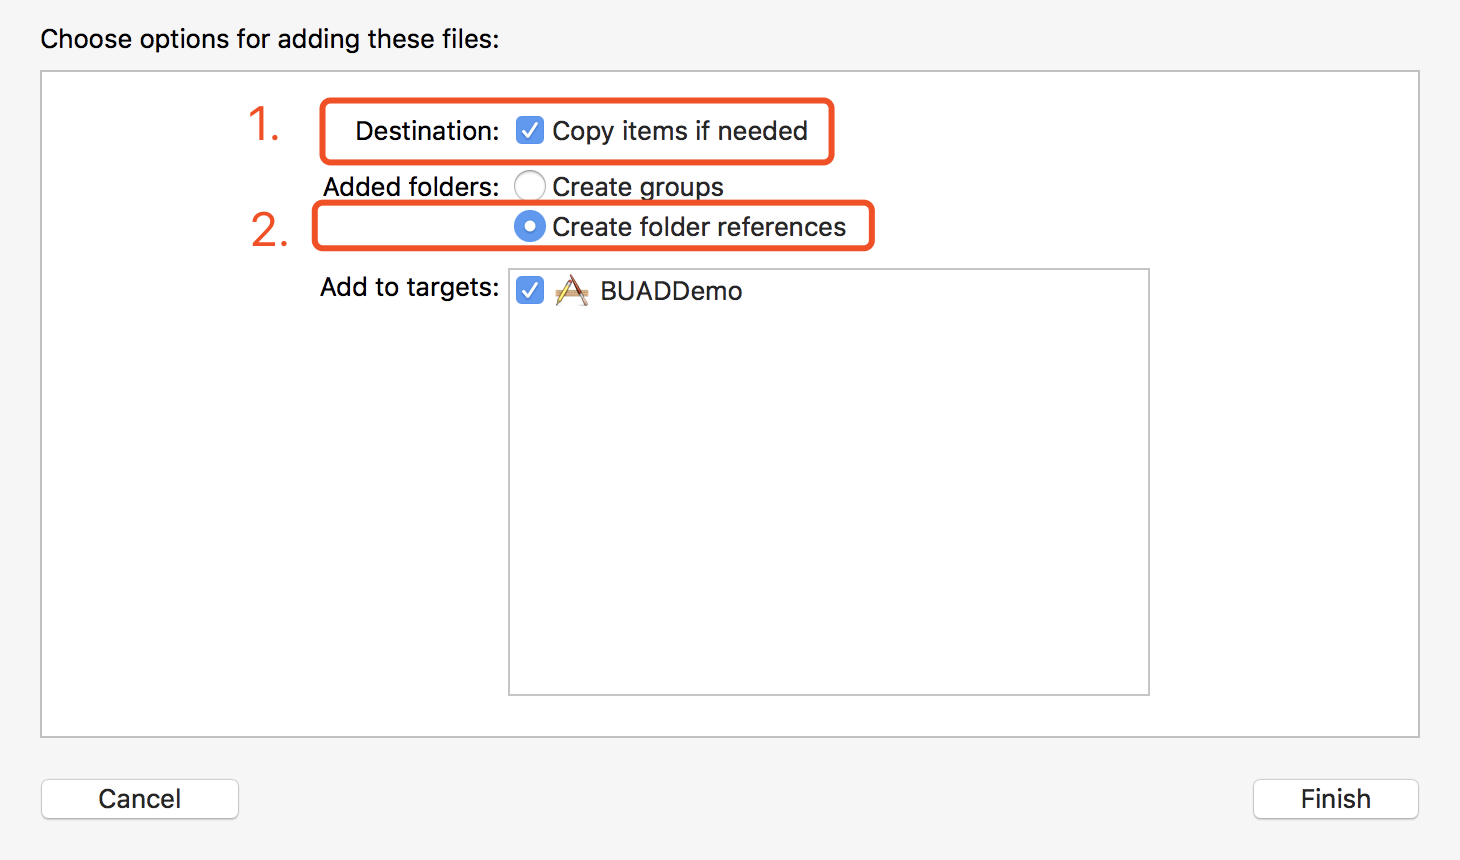 Choose options for adding these files:
1. Destination: Copy items if needed
Added folders: Create groups
2. Create folder references
Add to targets: BUADDemo
Cancel Finish